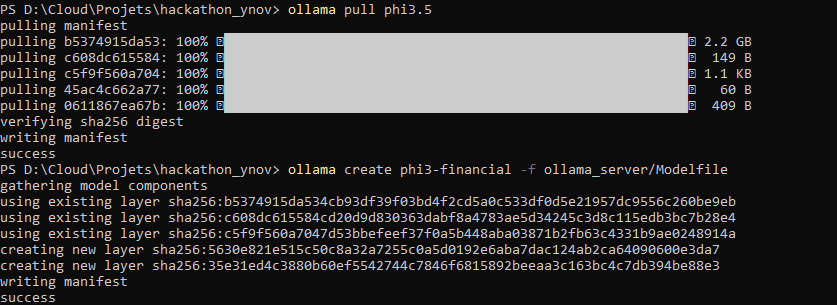 PS D:\Cloud\Projets\hackathon_ynov> ollama pull phi3.5
pulling manifest
pulling b5374915da53: 100% 2.2 GB
pulling c608dc615584: 100% 149 B
pulling c5f9f560a704: 100% 1.1 KB
pulling 45ac4c662a77: 100% 60 B
pulling 0611867ea67b: 100% 409 B
verifying sha256 digest
writing manifest
success
PS D:\Cloud\Projets\hackathon_ynov> ollama create phi3-financial -f ollama_server/Modelfile
gathering model components
using existing layer sha256:b5374915da534cb93df39f03bd4f2cd5a0c533df0d5e21957dc9556c260be9eb
using existing layer sha256:c608dc615584cd20d9d830363dabf8a4783ae5d34245c3d8c115edb3bc7b28e4
using existing layer sha256:c5f9f560a7047d53bbefeef37f0a5b448aba03871b2fb63c4331b9ae0248914a
creating new layer sha256:5630e821e515c50c8a32a7255c0a5d0192e6aba7dac124ab2ca64090600e3da7
creating new layer sha256:35e31ed4c3880b60ef5542744c7846f6815892beeaa3c163bc4c7db394be88e3
writing manifest
success